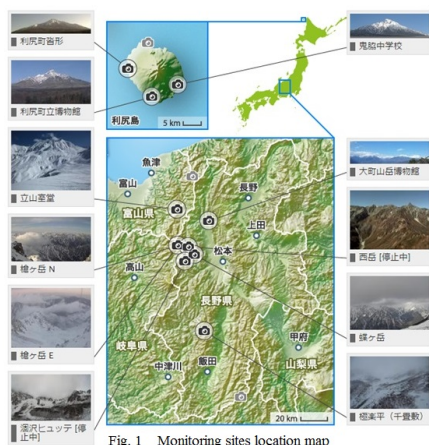 利尻町沓形
利尻町立博物館
立山室堂
槍ヶ岳 N
槍ヶ岳 E
涸沢ヒュッテ [停
止中]
利尻島
5 km
鬼脇中学校
大町山岳博物館
西岳 [停止中]
蝶ヶ岳
極楽平（千畳敷）
魚津
富山
富山県
長野
上田
松本
高山
長野県
岐阜県
甲府
山梨県
中津川
飯田
20 km
Fig. 1 Monitoring sites location map